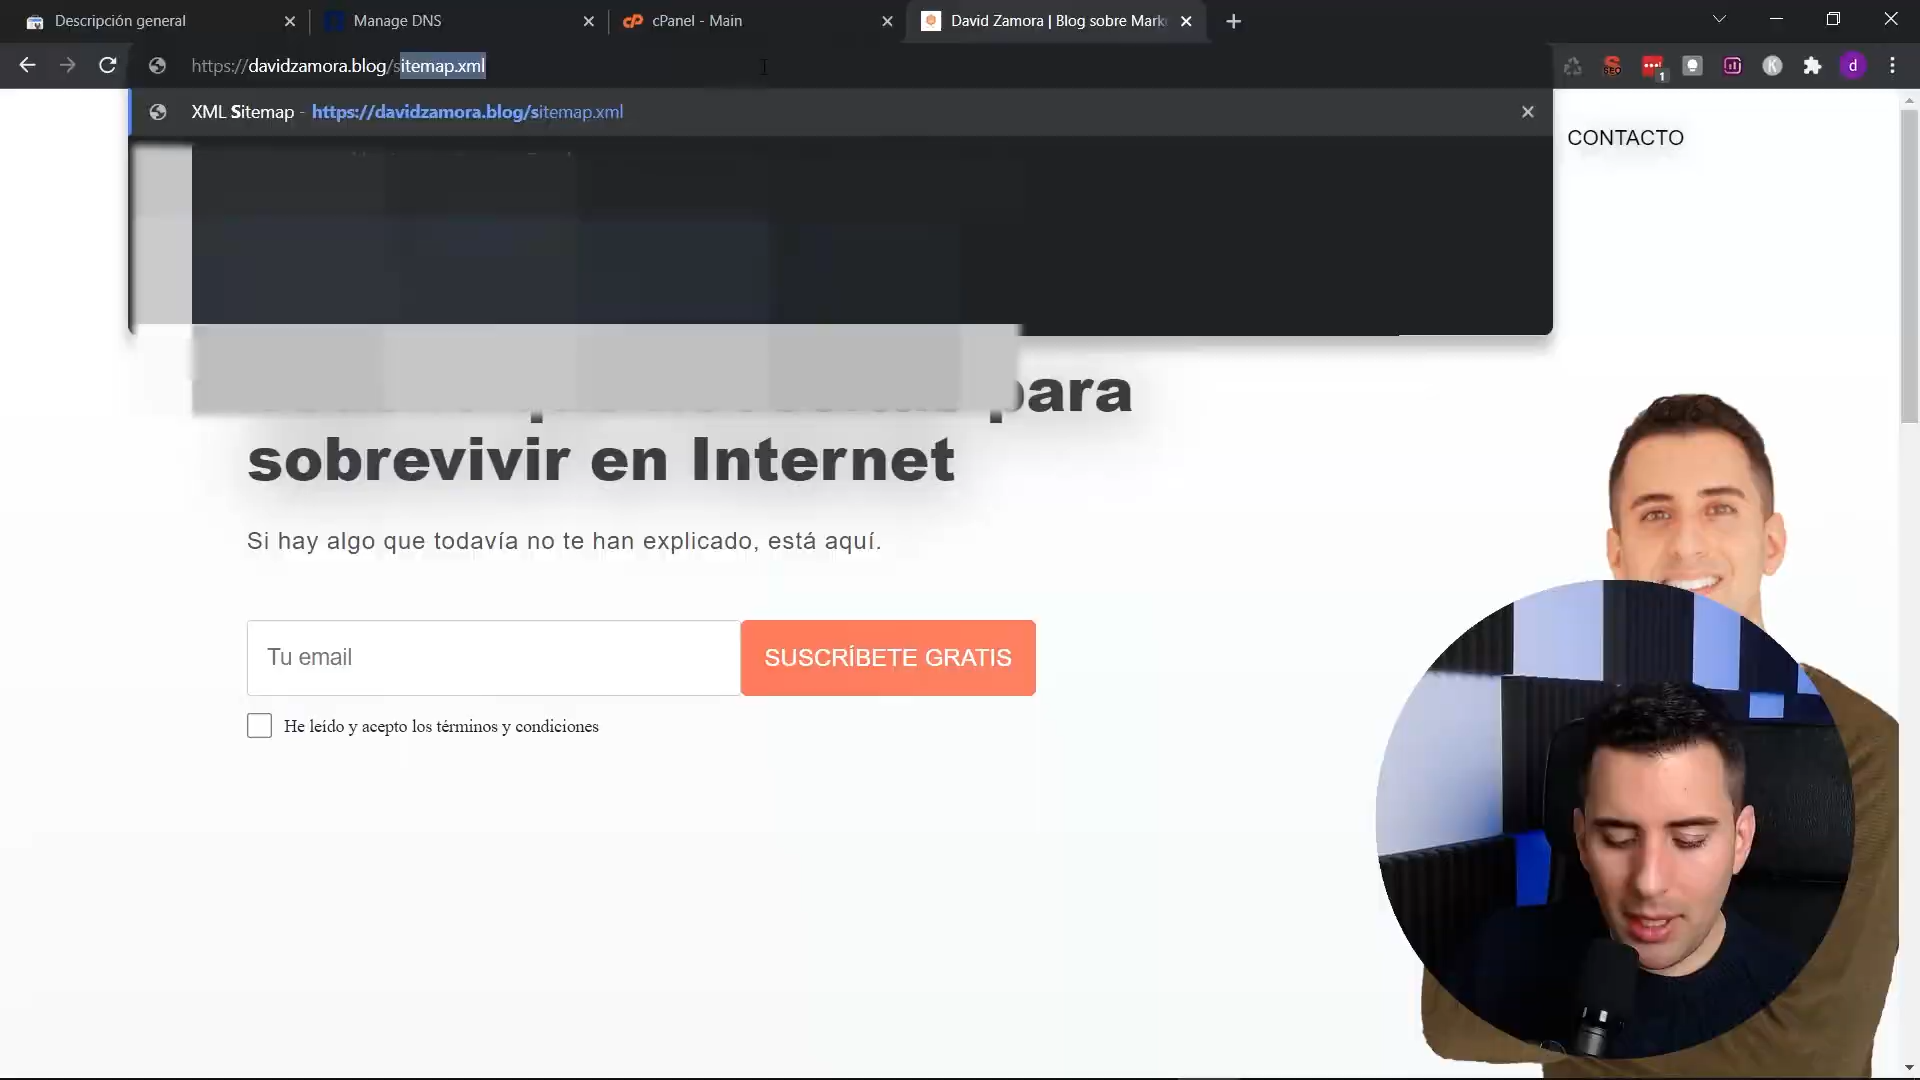 Descripción general
Manage DNS
cPanel - Main
David Zamora | Blog sobre Mark
https://davidzamora.blog/sitemap.xml
SEO
1
K
d
XML Sitemap - https://davidzamora.blog/sitemap.xml
CONTACTO
para
sobrevivir en Internet
Si hay algo que todavía no te han explicado, está aquí.
Tu email
SUSCRÍBETE GRATIS
He leído y acepto los términos y condiciones